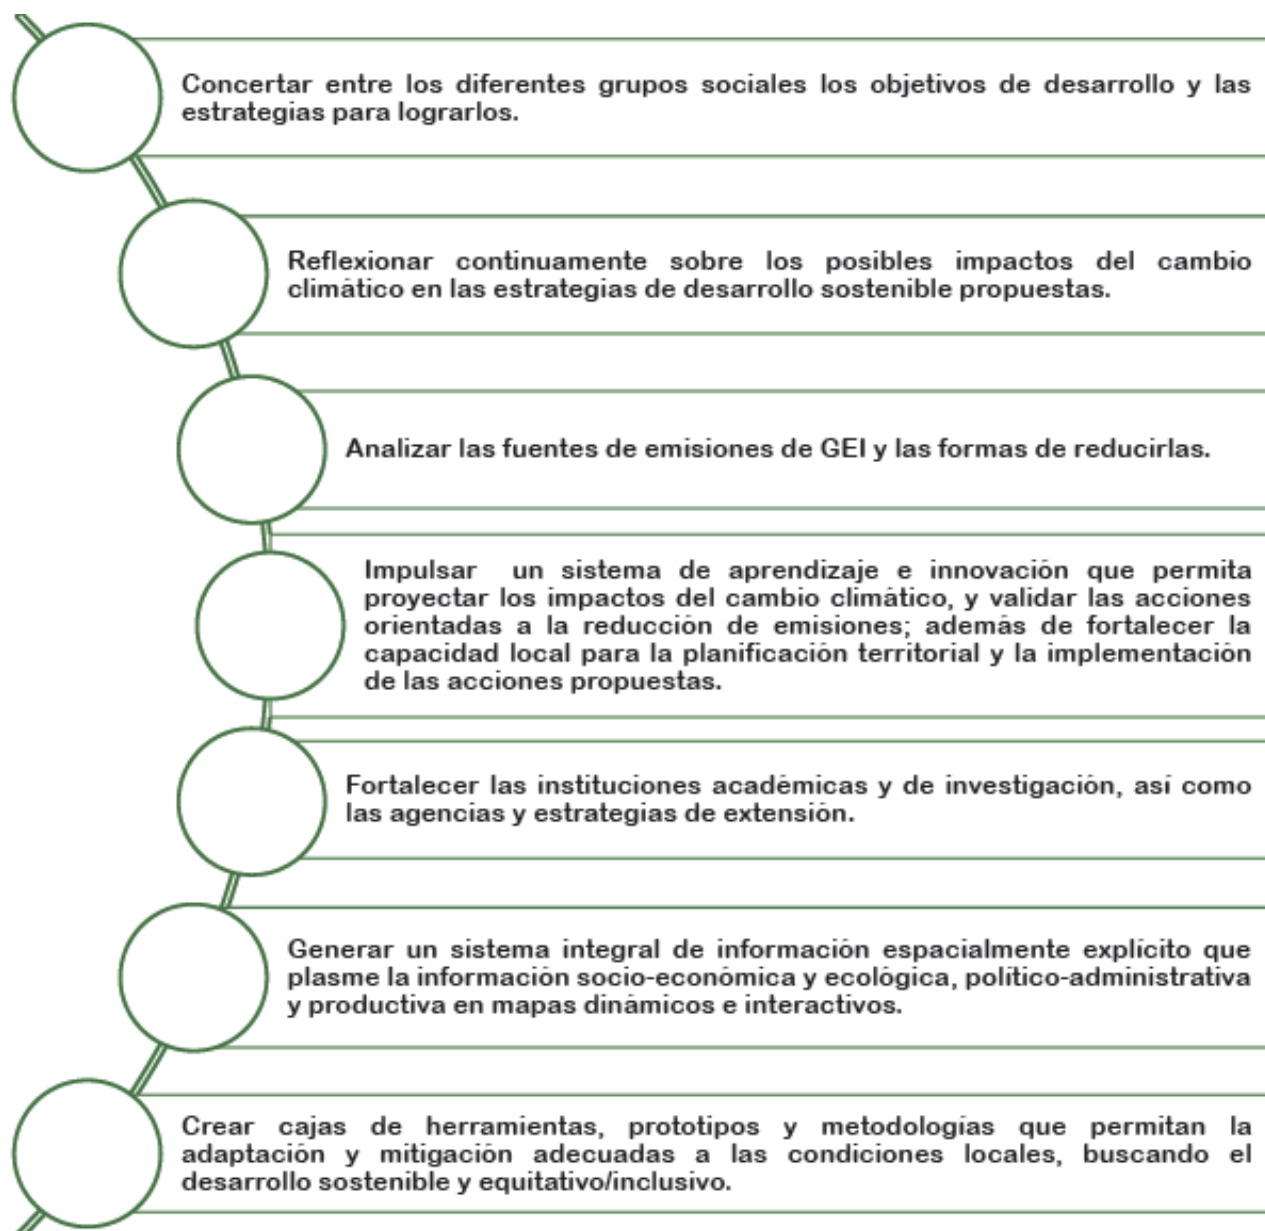 Concertar entre los diferentes grupos sociales los objetivos de desarrollo y las
estrategias para lograrlos.
Reflexionar continuamente sobre los posibles impactos del cambio
climático en las estrategias de desarrollo sostenible propuestas.
Analizar las fuentes de emisiones de GEI y las formas de reducirlas.
Impulsar un sistema de aprendizaje e innovación que permita
proyectar los impactos del cambio climático, y validar las acciones
orientadas a la reducción de emisiones; además de fortalecer la
capacidad local para la planificación territorial y la implementación
de las acciones propuestas.
Fortalecer las instituciones académicas y de investigación, así como
las agencias y estrategias de extensión.
Generar un sistema integral de información espacialmente explícito que
plasme la información socio-económica y ecológica, político-administrativa
y productiva en mapas dinámicos e interactivos.
Crear cajas de herramientas, prototipos y metodologías que permitan la
adaptación y mitigación adecuadas a las condiciones locales, buscando el
desarrollo sostenible y equitativo/inclusivo.